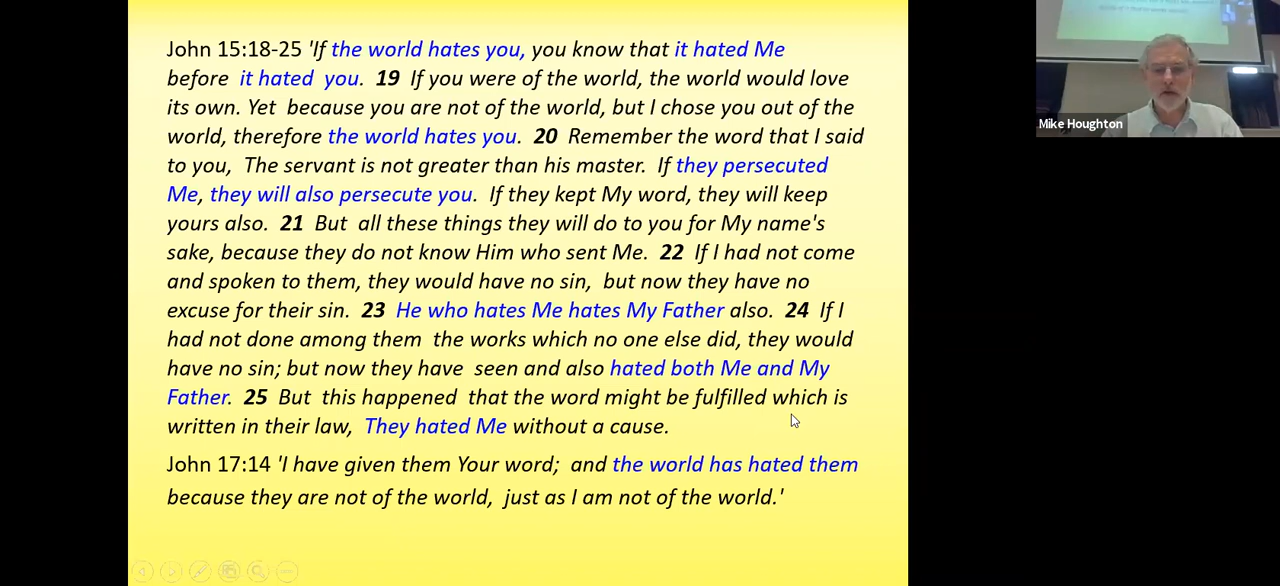 John 15:18-25 'If the world hates you, you know that it hated Me
before it hated you. 19 If you were of the world, the world would love
its own. Yet because you are not of the world, but I chose you out of the
world, therefore the world hates you. 20 Remember the word that I said
to you, The servant is not greater than his master. If they persecuted
Me, they will also persecute you. If they kept My word, they will keep
yours also. 21 But all these things they will do to you for My name's
sake, because they do not know Him who sent Me. 22 If I had not come
and spoken to them, they would have no sin, but now they have no
excuse for their sin. 23 He who hates Me hates My Father also. 24 If I
had not done among them the works which no one else did, they would
have no sin; but now they have seen and also hated both Me and My
Father. 25 But this happened that the word might be fulfilled which is
written in their law, They hated Me without a cause.
John 17:14 'I have given them Your word; and the world has hated them
because they are not of the world, just as I am not of the world.'
Mike Houghton